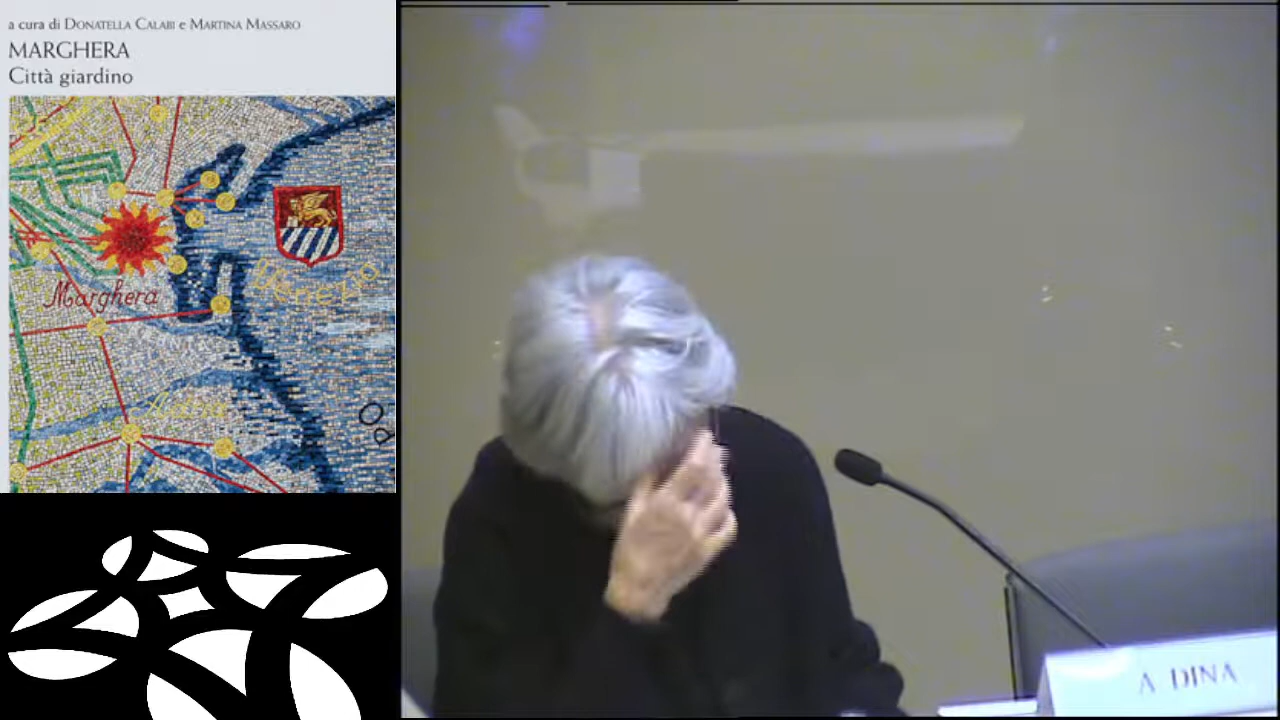 a cura di DONATELLA CALABI e MARTINA MASSARO
MARGHERA
Città giardino
Marghera
Venezia
A DINA